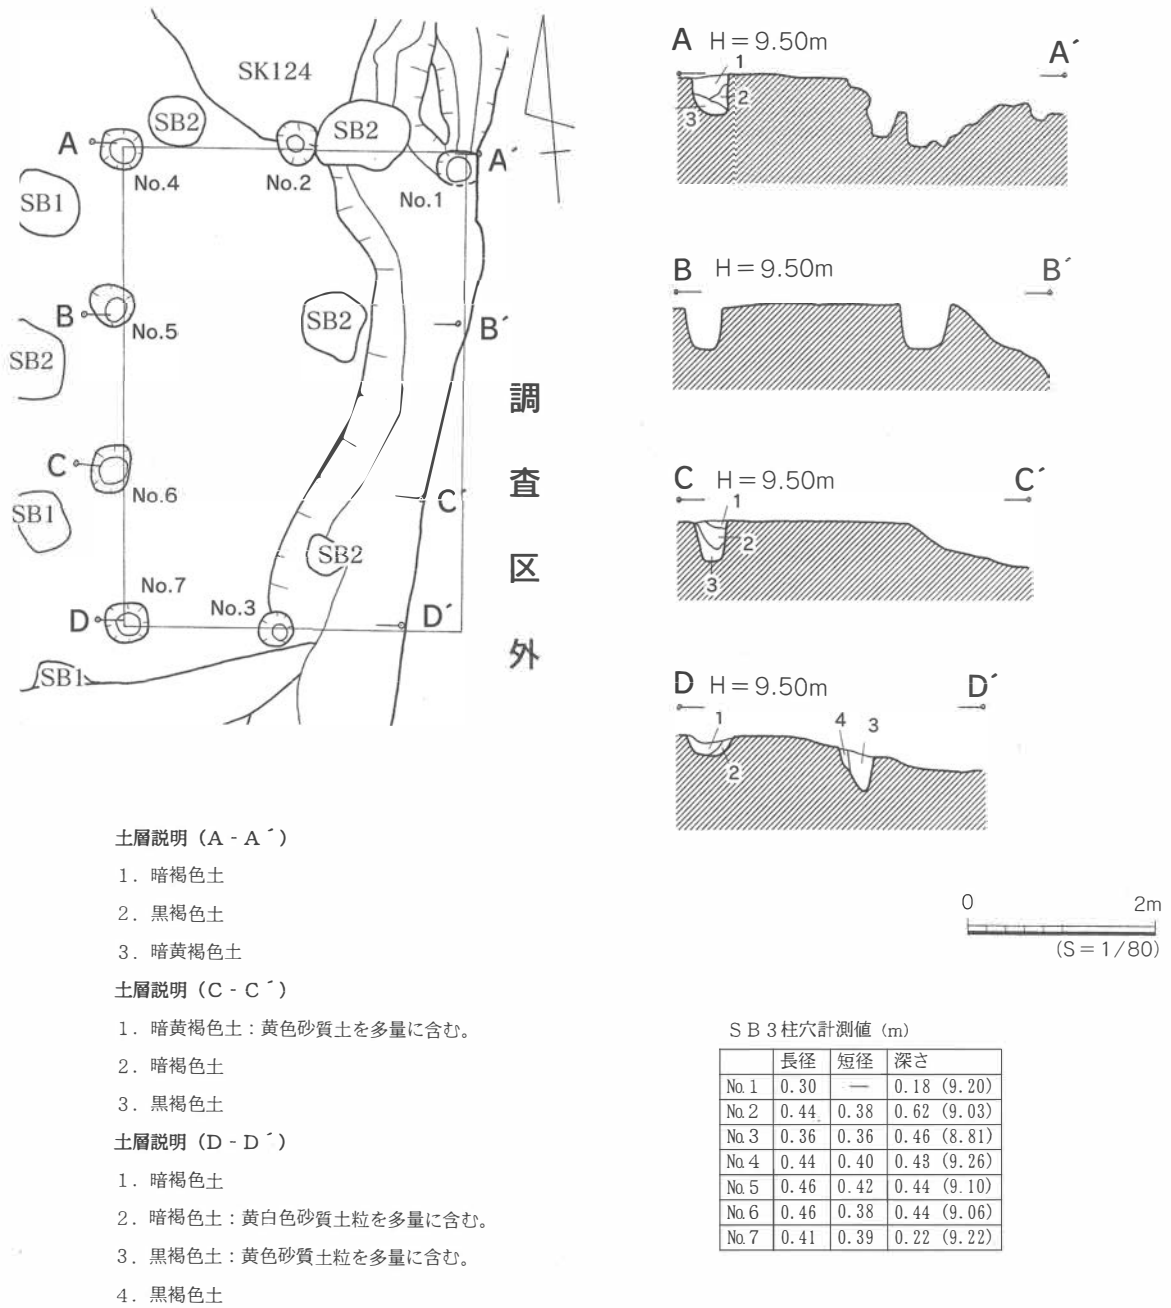 SK124
SB2
SB2
A
A´
No.4
No.2
No.1
SB1
B
No.5
SB2
B´
SB2
調査区外
C
No.6
C´
SB1
SB2
No.7
No.3
D
D´
SB1
A H＝9.50m
A´
1
2
3
B H＝9.50m
B´
C H＝9.50m
C´
1
2
3
D H＝9.50m
D´
1
4
3
2
0 2m
(S＝1/80)
土層説明（A‐A´）
1．暗褐色土
2．黒褐色土
3．暗黄褐色土
土層説明（C‐C´）
1．暗黄褐色土：黄色砂質土を多量に含む。
2．暗褐色土
3．黒褐色土
土層説明（D‐D´）
1．暗褐色土
2．暗褐色土：黄白色砂質土粒を多量に含む。
3．黒褐色土：黄色砂質土粒を多量に含む。
4．黒褐色土
ＳＢ3柱穴計測値（m）
長径 短径 深さ
No.1 0.30 ― 0.18 (9.20)
No.2 0.44 0.38 0.62 (9.03)
No.3 0.36 0.36 0.46 (8.81)
No.4 0.44 0.40 0.43 (9.26)
No.5 0.46 0.42 0.44 (9.10)
No.6 0.46 0.38 0.44 (9.06)
No.7 0.41 0.39 0.22 (9.22)